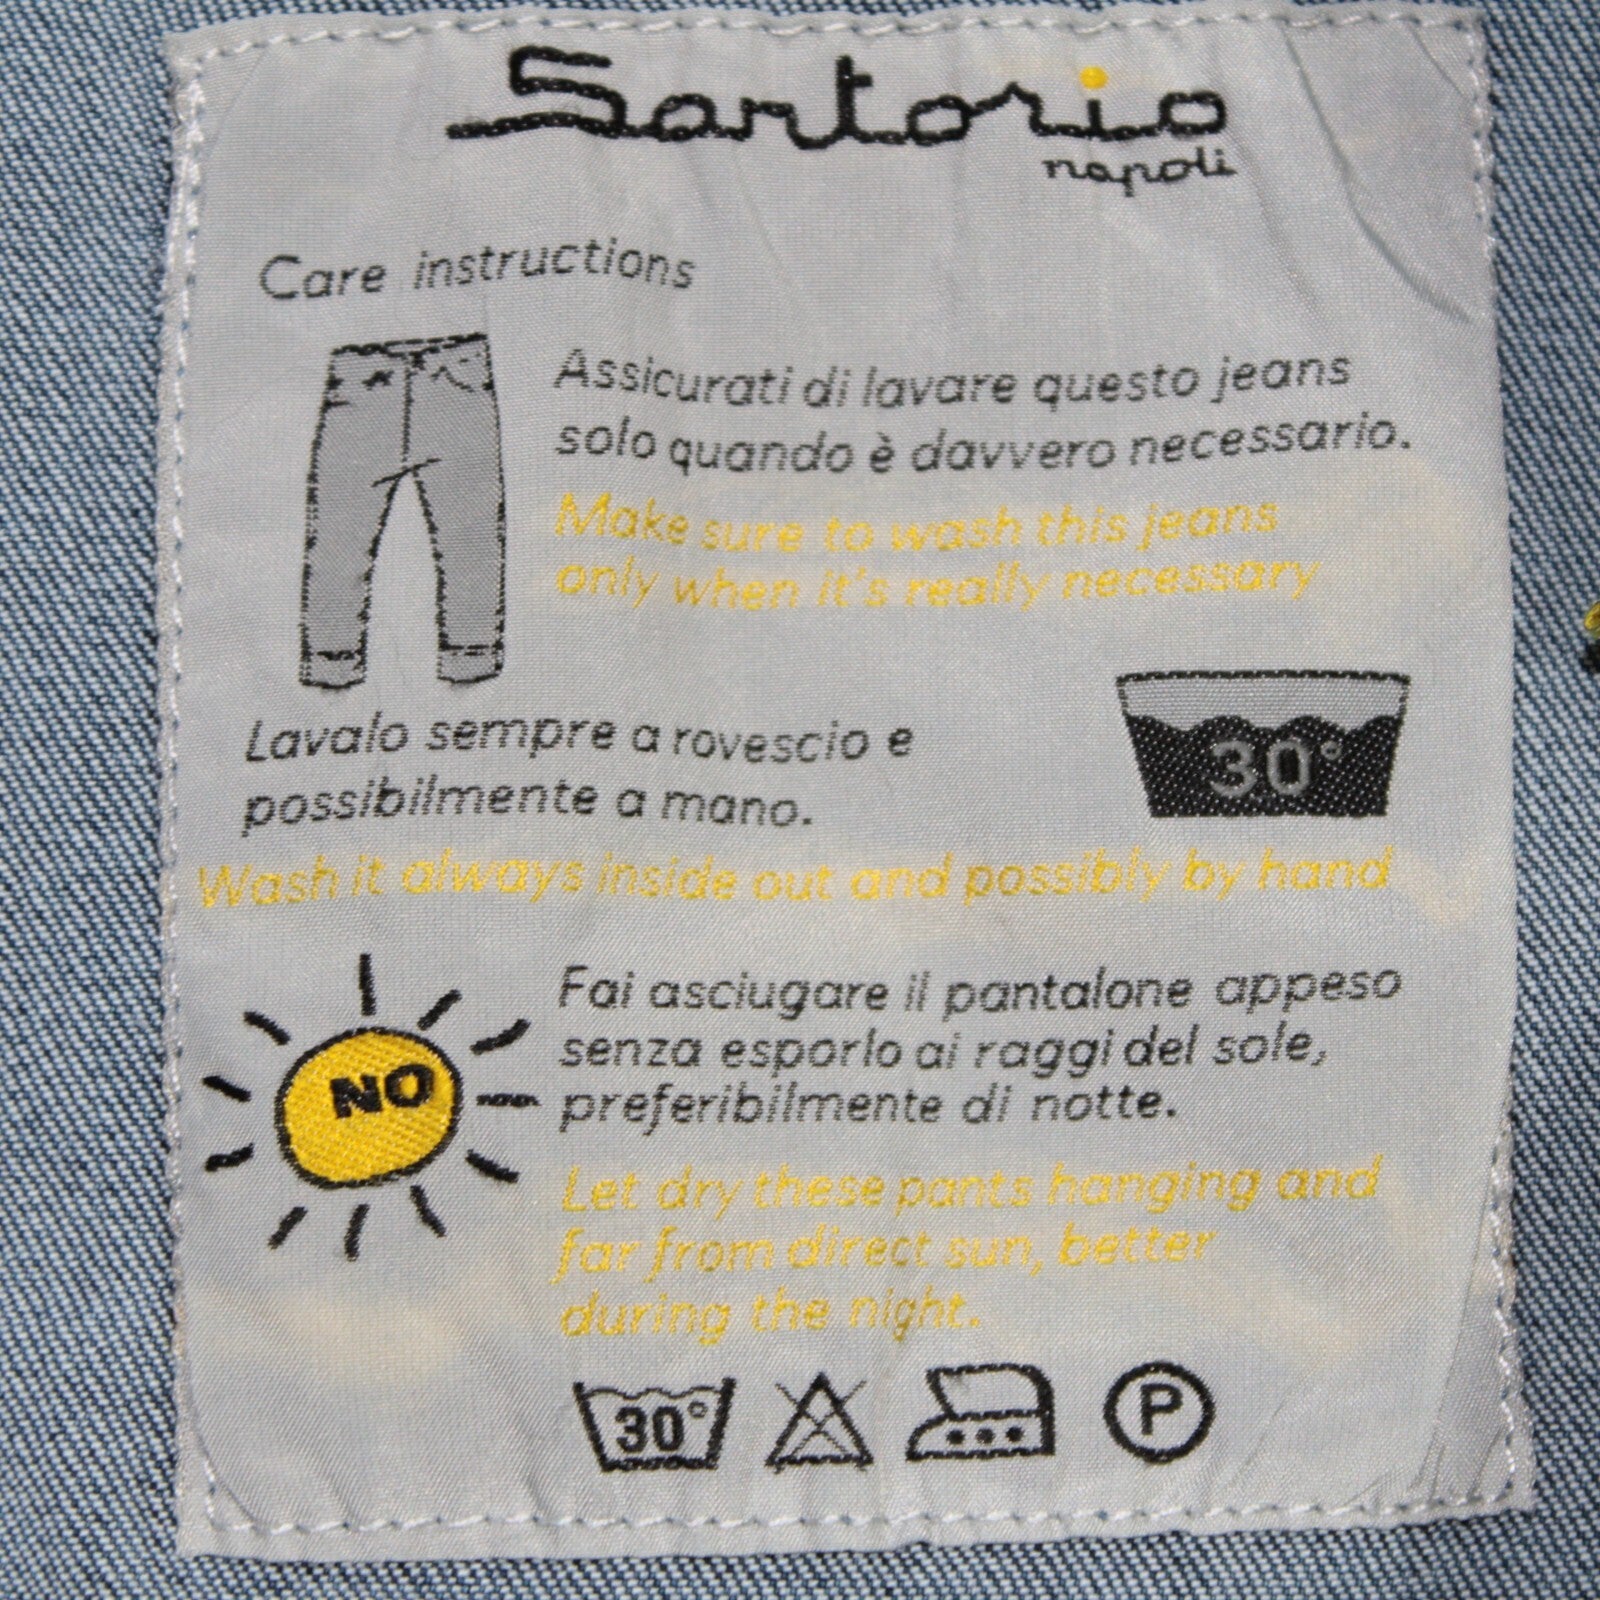 Sartorio
napoli
Care instructions
Assicurati di lavare questo jeans
solo quando è davvero necessario.
Make sure to wash this jeans
only when it's really necessary
Lavalo sempre a rovescio e
possibilmente a mano.
30°
Wash it always inside out and possibly by hand
NO
Fai asciugare il pantalone appeso
senza esporlo ai raggi del sole,
preferibilmente di notte.
Let dry these pants hanging and
far from direct sun, better
during the night.
30° P